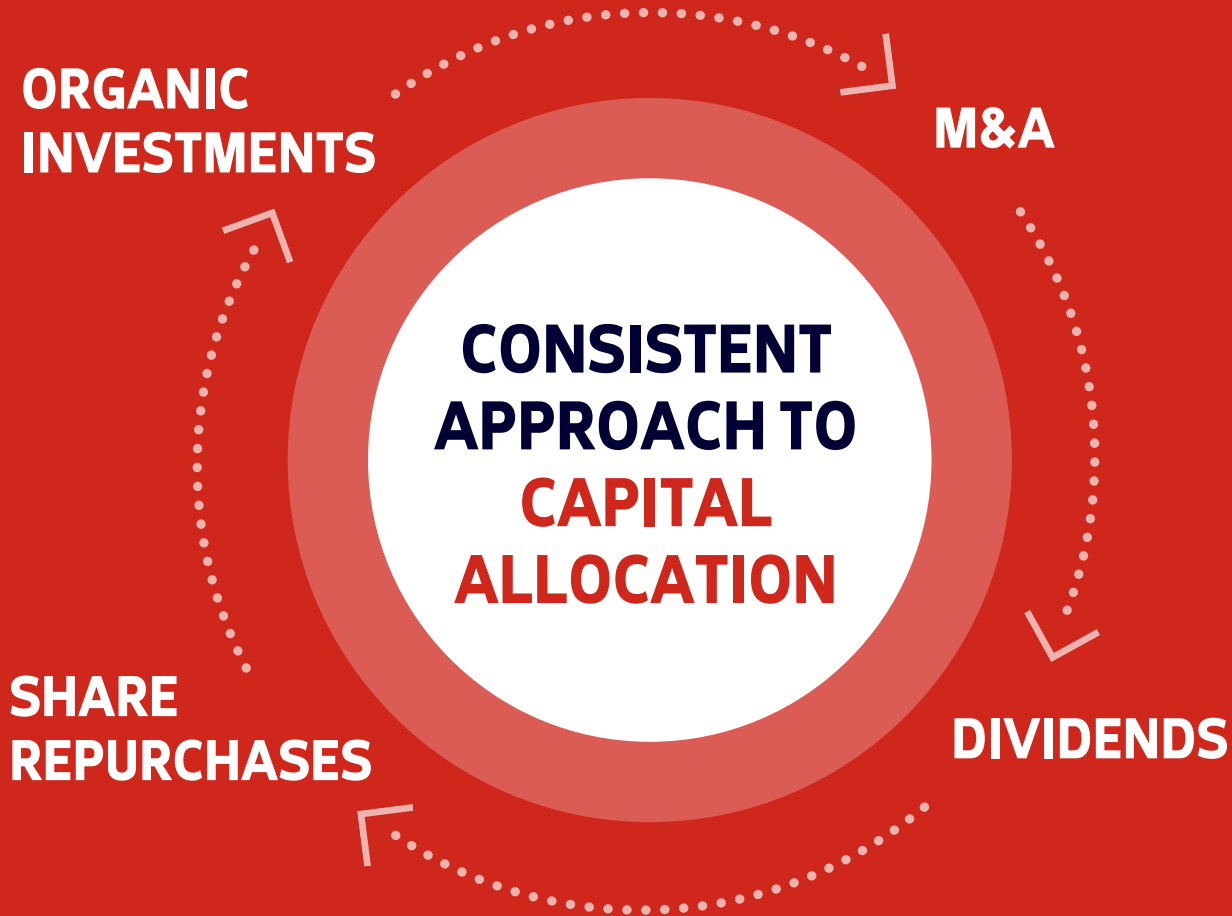 ORGANIC
INVESTMENTS
M&A
CONSISTENT
APPROACH TO
CAPITAL
ALLOCATION
SHARE
REPURCHASES
DIVIDENDS